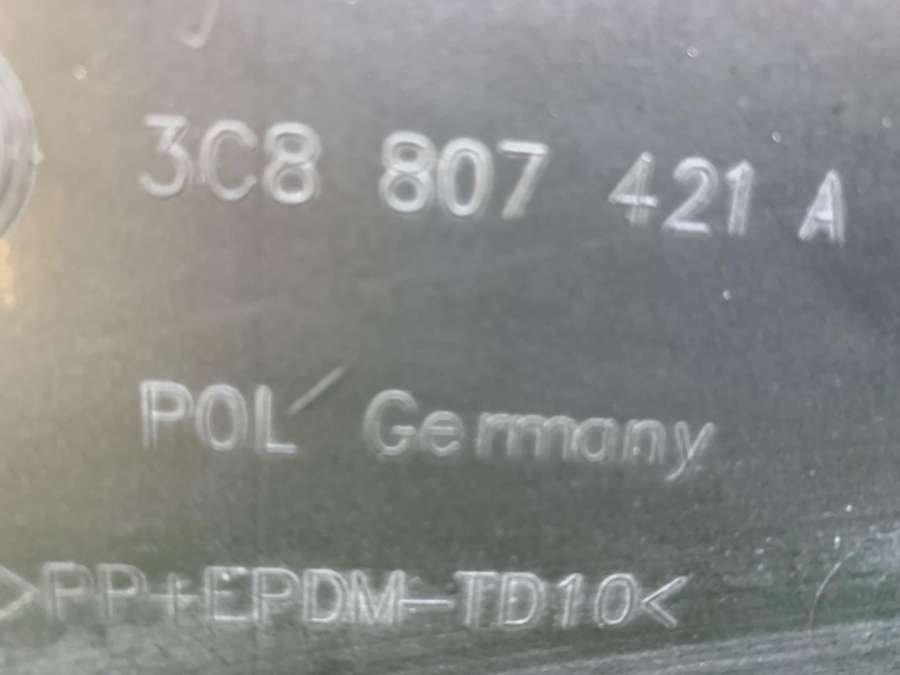 3C8 807 421 A
POL Germany
>PP+EPDM-TD10<